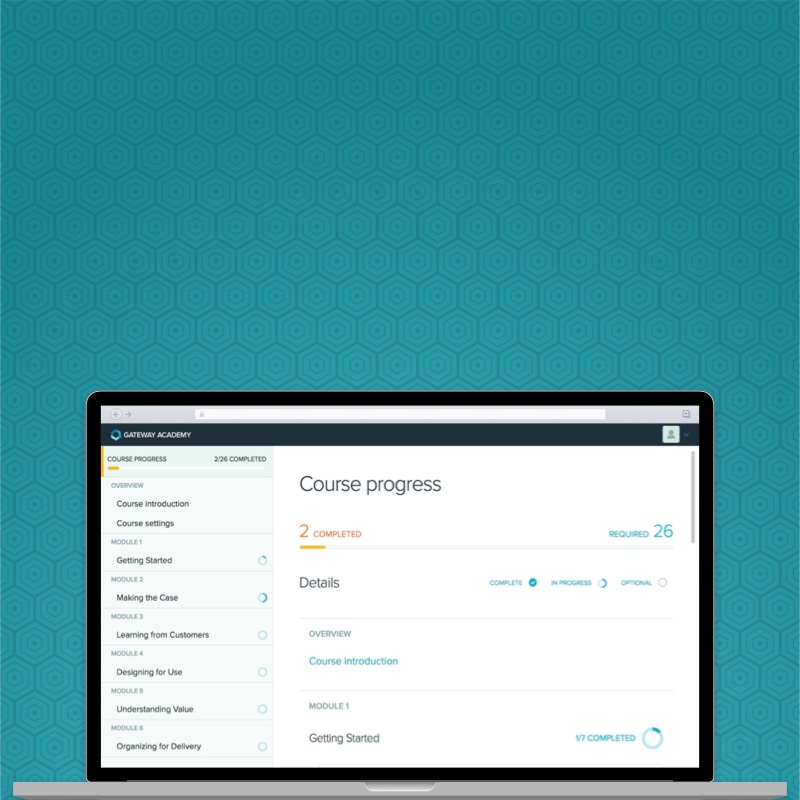 GATEWAY ACADEMY
COURSE PROGRESS 2/26 COMPLETED
OVERVIEW
Course introduction
Course settings
MODULE 1
Getting Started
MODULE 2
Making the Case
MODULE 3
Learning from Customers
MODULE 4
Designing for Use
MODULE 5
Understanding Value
MODULE 6
Organizing for Delivery
Course progress
2 COMPLETED REQUIRED 26
Details COMPLETE IN PROGRESS OPTIONAL
OVERVIEW
Course introduction
MODULE 1
Getting Started 1/7 COMPLETED